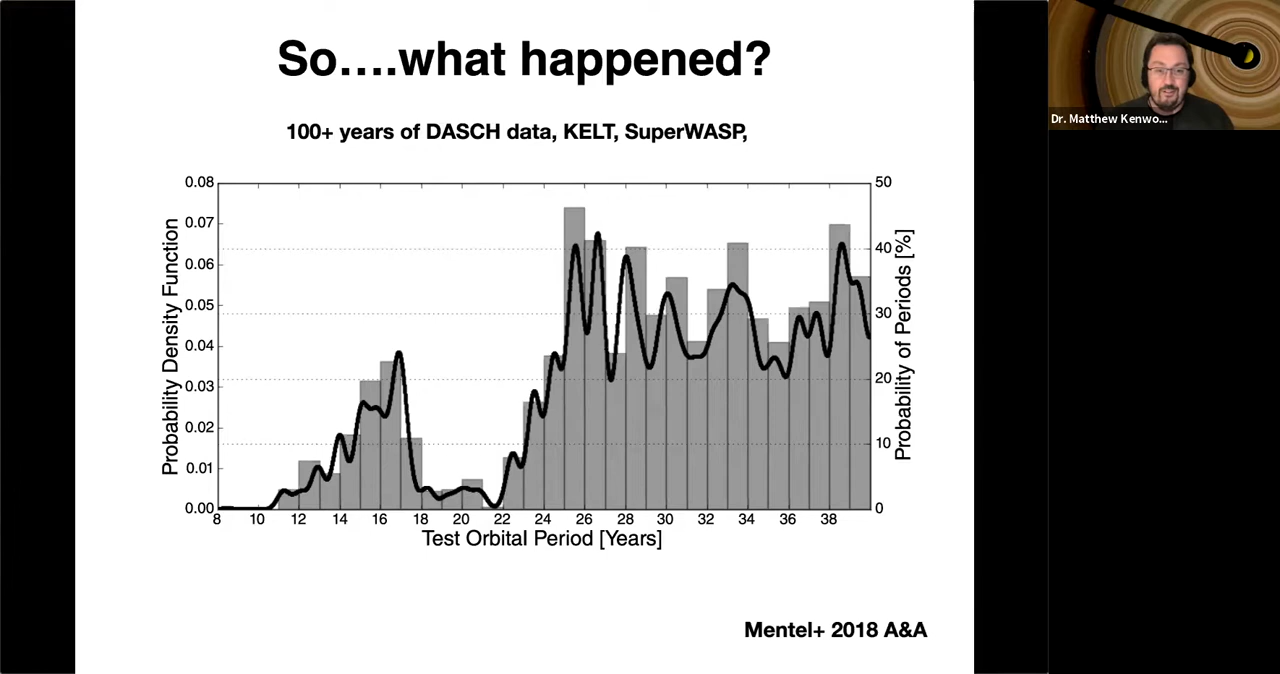 So....what happened?
100+ years of DASCH data, KELT, SuperWASP,
Dr. Matthew Kenwo...
Probability Density Function
0.08
0.07
0.06
0.05
0.04
0.03
0.02
0.01
0.00
50
40
30
20
10
0
Probability of Periods [%]
8 10 12 14 16 18 20 22 24 26 28 30 32 34 36 38
Test Orbital Period [Years]
Mentel+ 2018 A&A